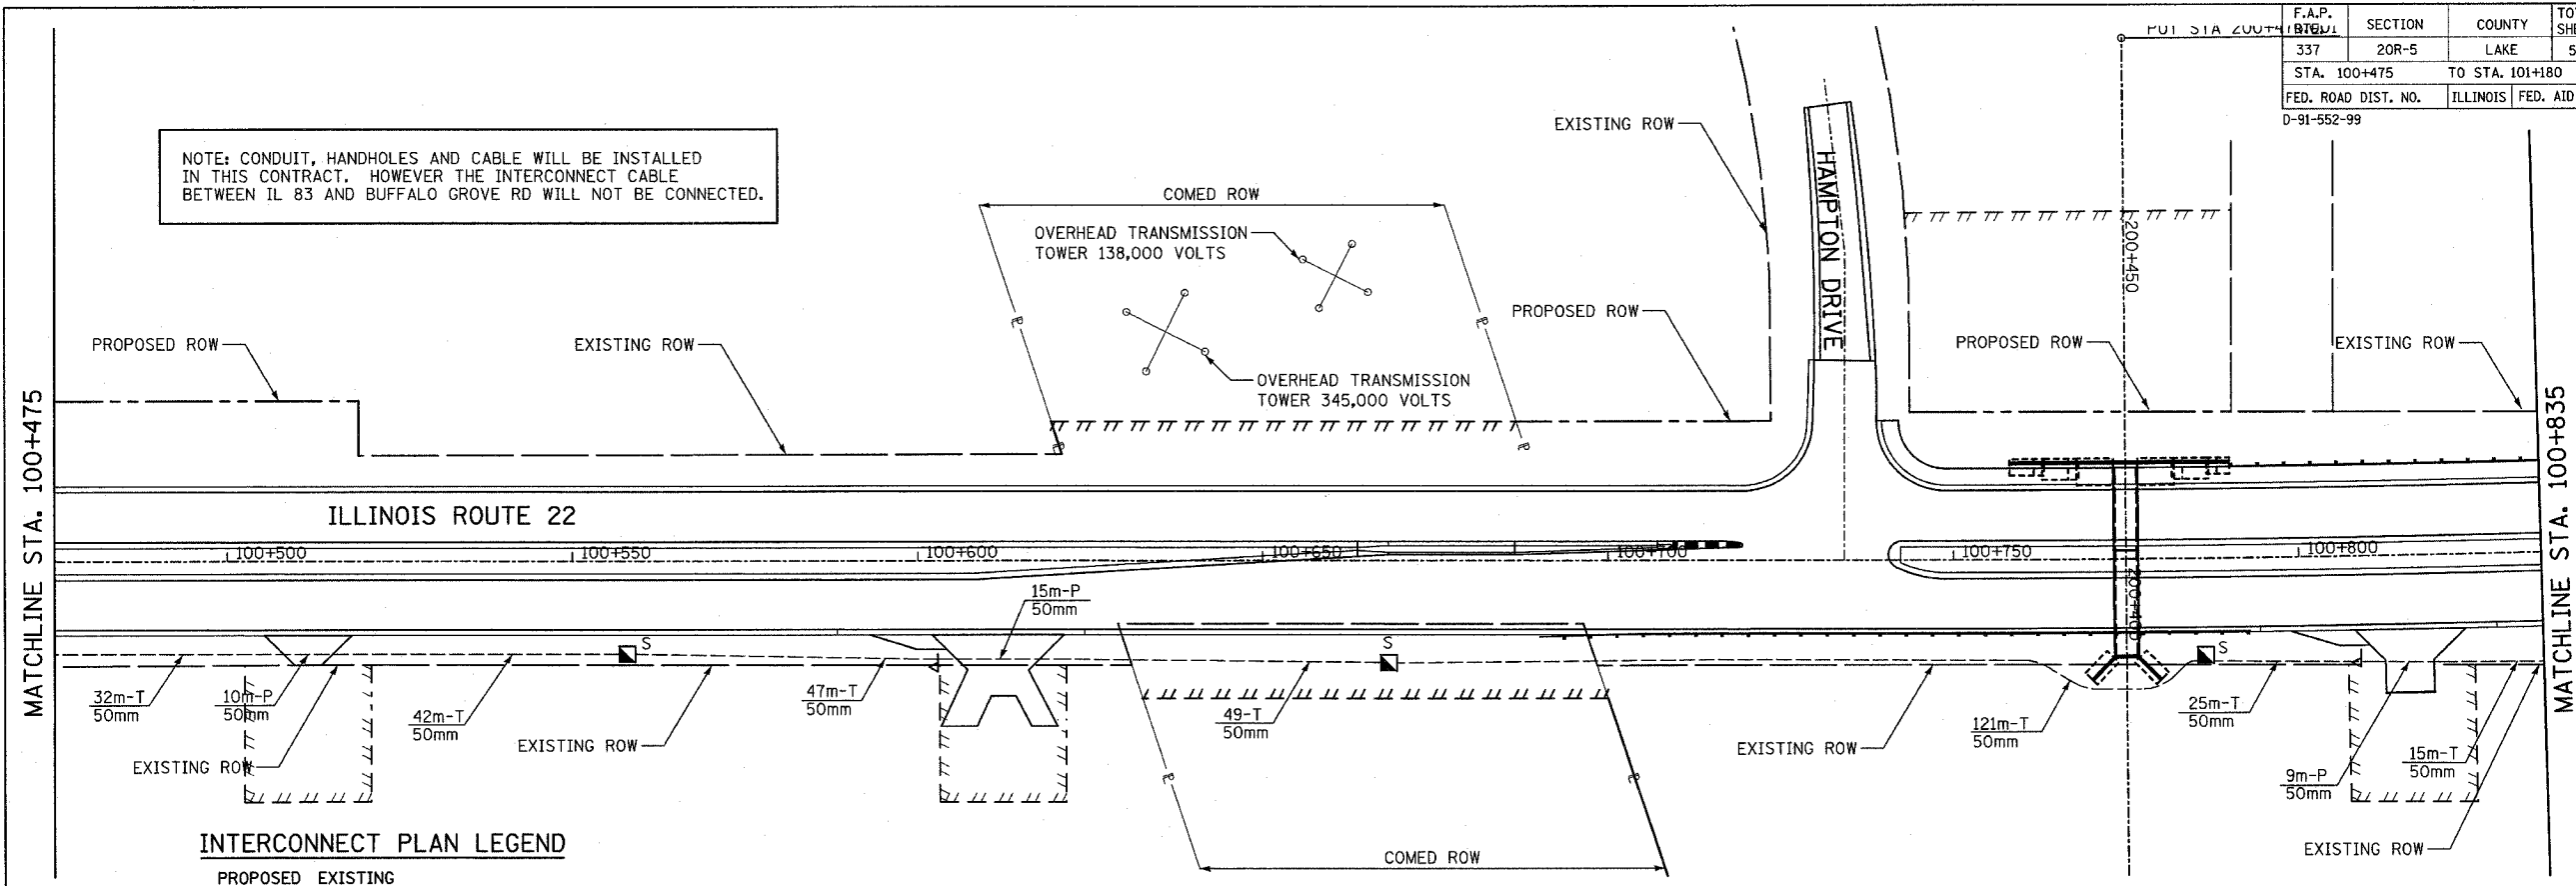 F.A.P. SECTION COUNTY
337 20R-5 LAKE 5
STA. 100+475 TO STA. 101+180
FED. ROAD DIST. NO. ILLINOIS FED. AID
D-91-552-99
POT STA
NOTE: CONDUIT, HANDHOLES AND CABLE WILL BE INSTALLED
IN THIS CONTRACT. HOWEVER THE INTERCONNECT CABLE
BETWEEN IL 83 AND BUFFALO GROVE RD WILL NOT BE CONNECTED.
COMED ROW
OVERHEAD TRANSMISSION
TOWER 138,000 VOLTS
OVERHEAD TRANSMISSION
TOWER 345,000 VOLTS
EXISTING ROW
HAMPTON DRIVE
200+450
PROPOSED ROW
EXISTING ROW
PROPOSED ROW
PROPOSED ROW
EXISTING ROW
MATCHLINE STA. 100+475
MATCHLINE STA. 100+835
ILLINOIS ROUTE 22
100+500
100+550
100+600
100+650
100+700
100+750
100+800
200+400
15m-P
50mm
S
S
S
32m-T
50mm
10m-P
50mm
42m-T
50mm
47m-T
50mm
49-T
50mm
121m-T
50mm
25m-T
50mm
9m-P
50mm
15m-T
50mm
EXISTING ROW
EXISTING ROW
EXISTING ROW
EXISTING ROW
COMED ROW
INTERCONNECT PLAN LEGEND
PROPOSED EXISTING